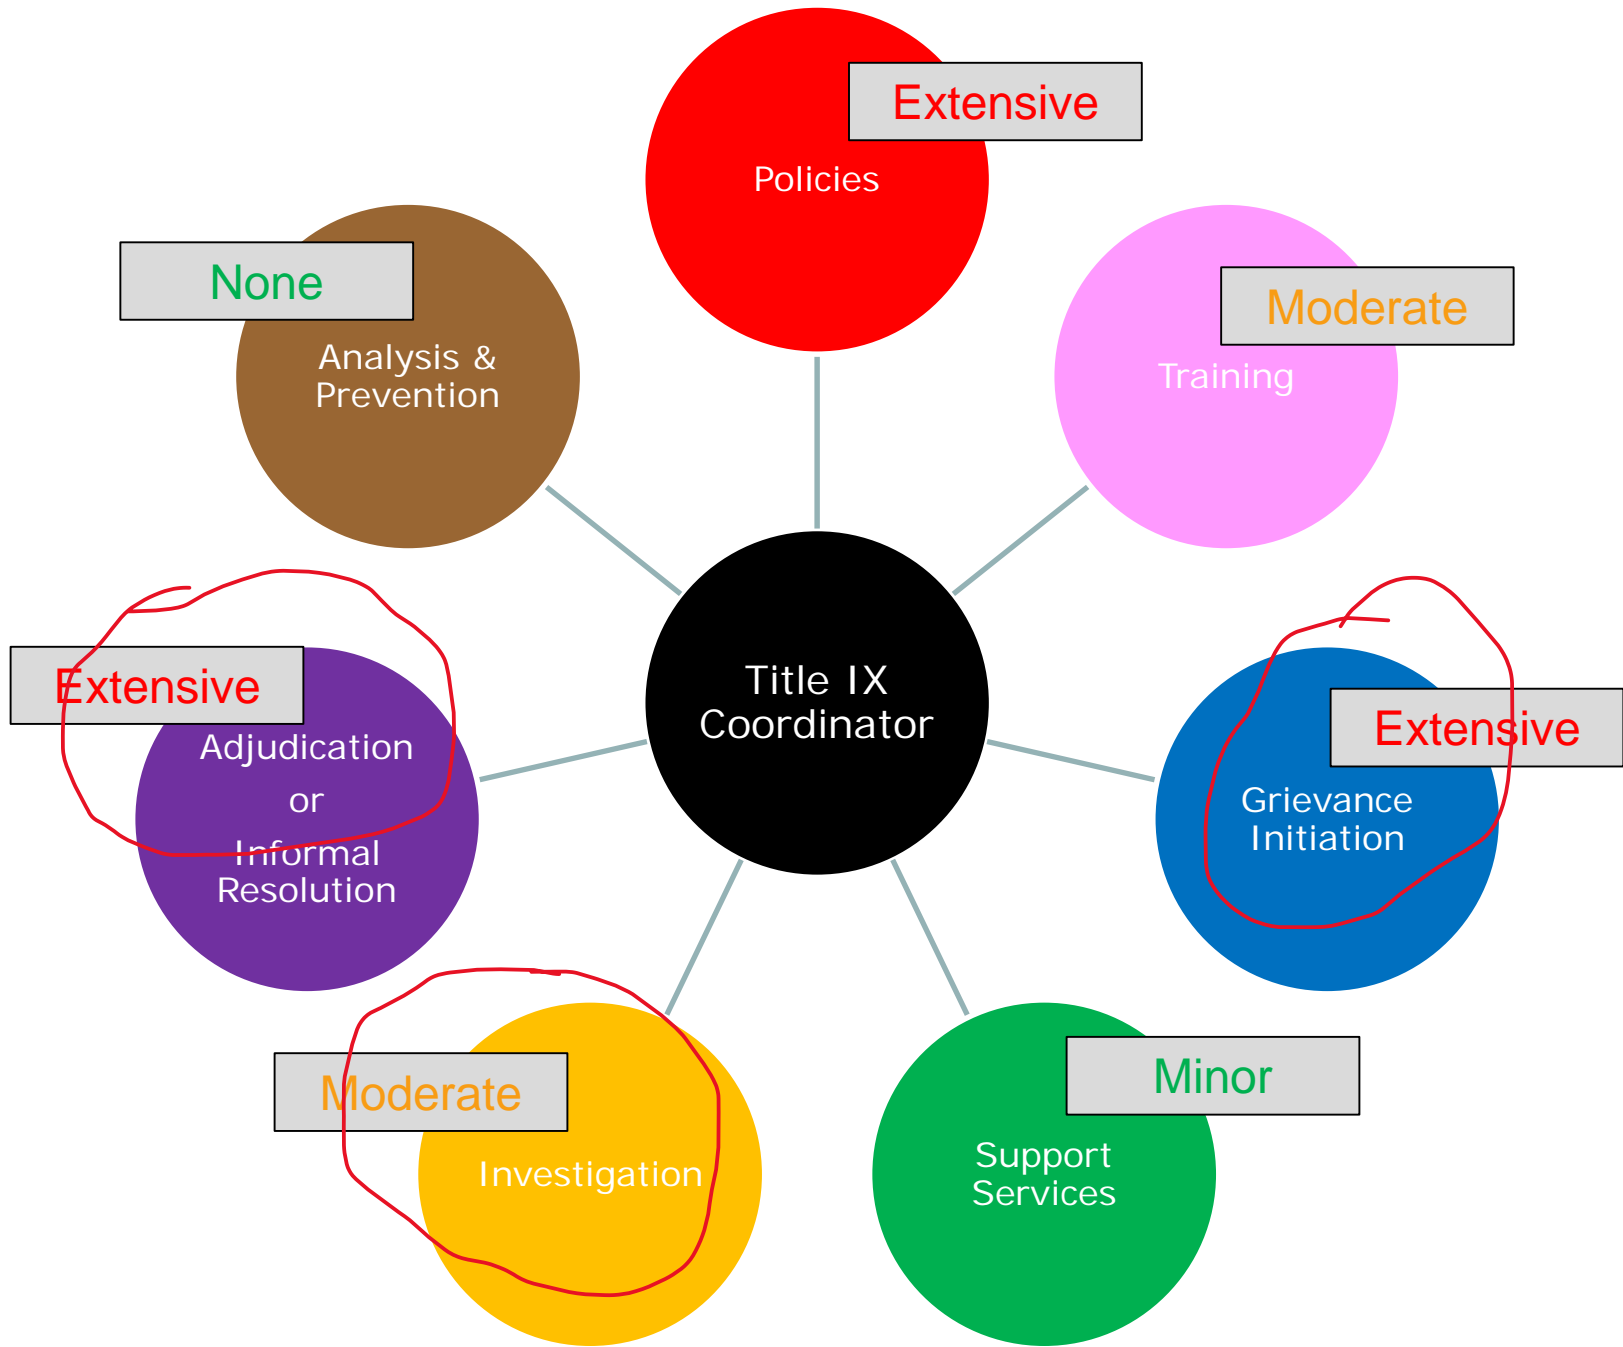 Extensive
Policies
None
Analysis &
Prevention
Moderate
Training
Title IX
Coordinator
Extensive
Adjudication
or
Informal
Resolution
Extensive
Grievance
Initiation
Moderate
Investigation
Minor
Support
Services